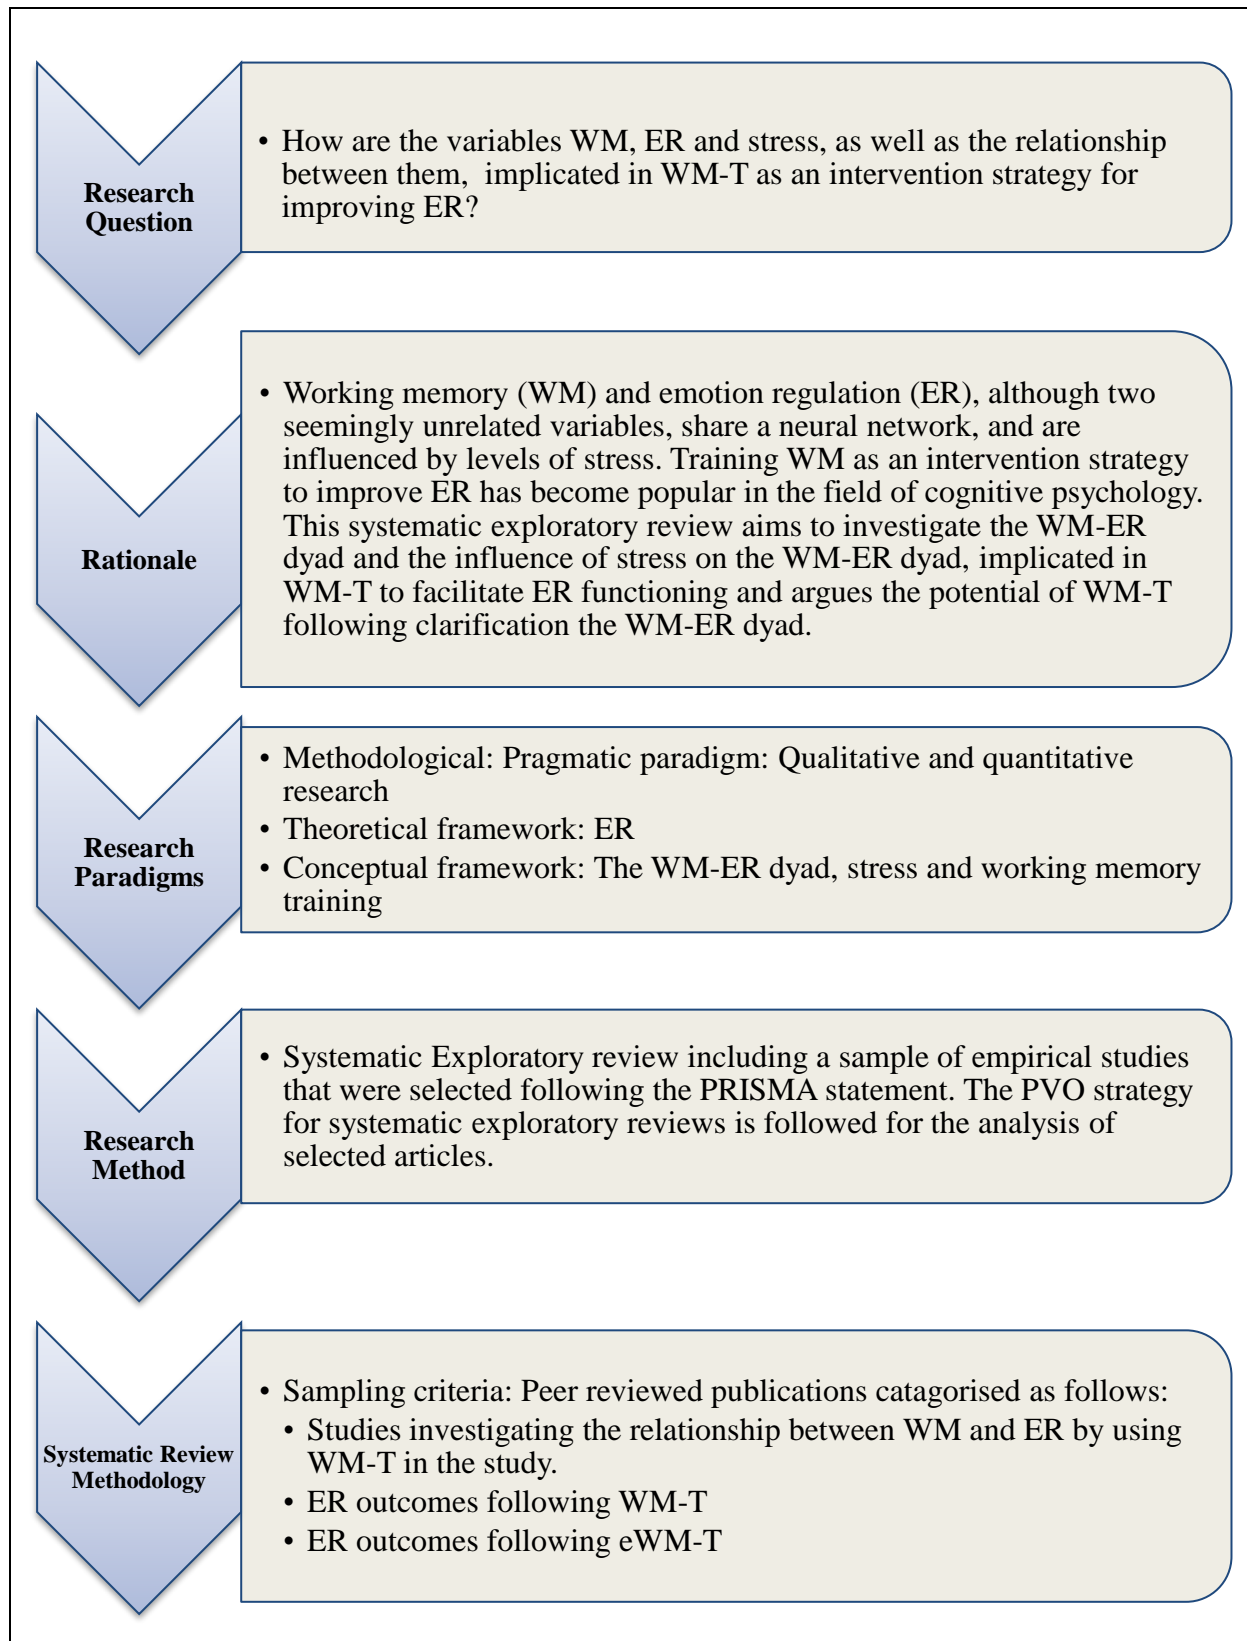 Research
Question
• How are the variables WM, ER and stress, as well as the relationship
between them,  implicated in WM-T as an intervention strategy for
improving ER?
Rationale
• Working memory (WM) and emotion regulation (ER), although two
seemingly unrelated variables, share a neural network, and are
influenced by levels of stress. Training WM as an intervention strategy
to improve ER has become popular in the field of cognitive psychology.
This systematic exploratory review aims to investigate the WM-ER
dyad and the influence of stress on the WM-ER dyad, implicated in
WM-T to facilitate ER functioning and argues the potential of WM-T
following clarification the WM-ER dyad.
Research
Paradigms
• Methodological: Pragmatic paradigm: Qualitative and quantitative
research
• Theoretical framework: ER
• Conceptual framework: The WM-ER dyad, stress and working memory
training
Research
Method
• Systematic Exploratory review including a sample of empirical studies
that were selected following the PRISMA statement. The PVO strategy
for systematic exploratory reviews is followed for the analysis of
selected articles.
Systematic Review
Methodology
• Sampling criteria: Peer reviewed publications catagorised as follows:
• Studies investigating the relationship between WM and ER by using
WM-T in the study.
• ER outcomes following WM-T
• ER outcomes following eWM-T